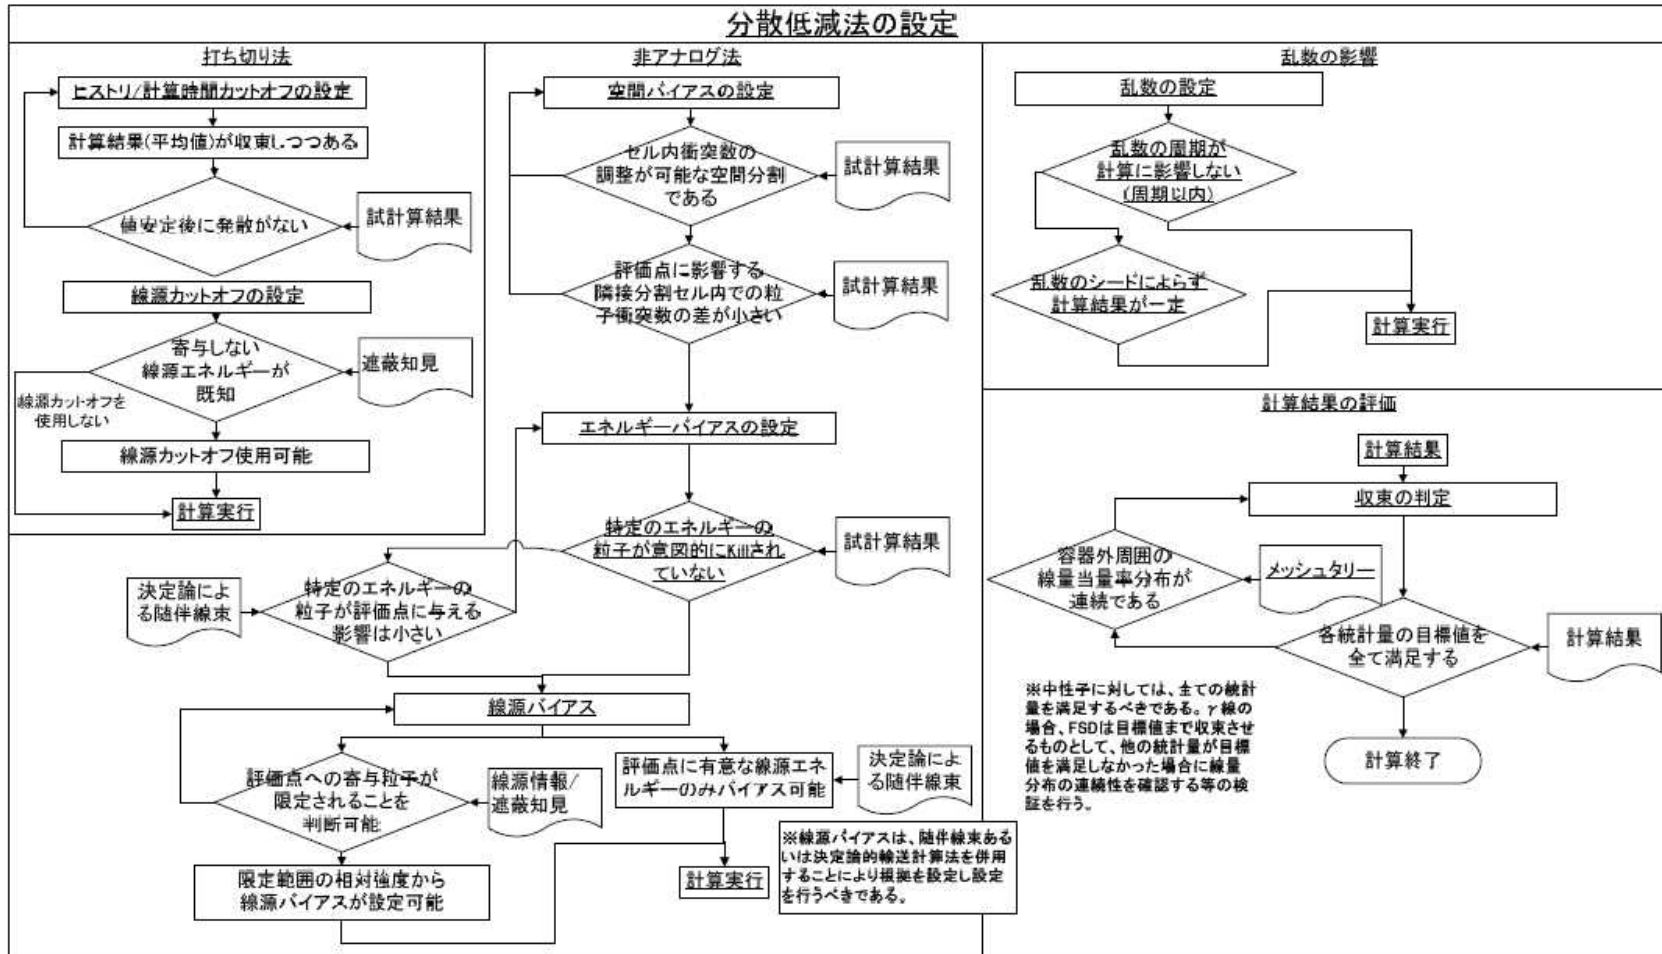 分散低減法の設定
打ち切り法
ヒストリ/計算時間カットオフの設定
計算結果(平均値)が収束しつつある
値安定後に発散がない
試計算結果
線源カットオフの設定
寄与しない
線源エネルギーが
既知
遮蔽知見
線源カットオフを
使用しない
線源カットオフ使用可能
計算実行
非アナログ法
空間バイアスの設定
セル内衝突数の
調整が可能な空間分割
である
試計算結果
評価点に影響する
隣接分割セル内での粒
子衝突数の差が小さい
試計算結果
エネルギーバイアスの設定
特定のエネルギーの
粒子が意図的にKillされ
ていない
試計算結果
決定論によ
る随伴線束
特定のエネルギーの
粒子が評価点に与える
影響は小さい
線源バイアス
評価点への寄与粒子が
限定されることを
判断可能
線源情報/
遮蔽知見
評価点に有意な線源エネ
ルギーのみバイアス可能
決定論によ
る随伴線束
限定範囲の相対強度から
線源バイアスが設定可能
計算実行
※線源バイアスは、随伴線束ある
いは決定論的輸送計算法を併用
することにより根拠を設定し設定
を行うべきである。
乱数の影響
乱数の設定
乱数の周期が
計算に影響しない
(周期以内)
乱数のシードによらず
計算結果が一定
計算実行
計算結果の評価
計算結果
収束の判定
容器外周囲の
線量当量率分布が
連続である
メッシュタリー
各統計量の目標値を
全て満足する
計算結果
※中性子に対しては、全ての統計
量を満足するべきである。γ線の
場合、FSDは目標値まで収束させ
るものとして、他の統計量が目標
値を満足しなかった場合に線量
分布の連続性を確認する等の検
証を行う。
計算終了